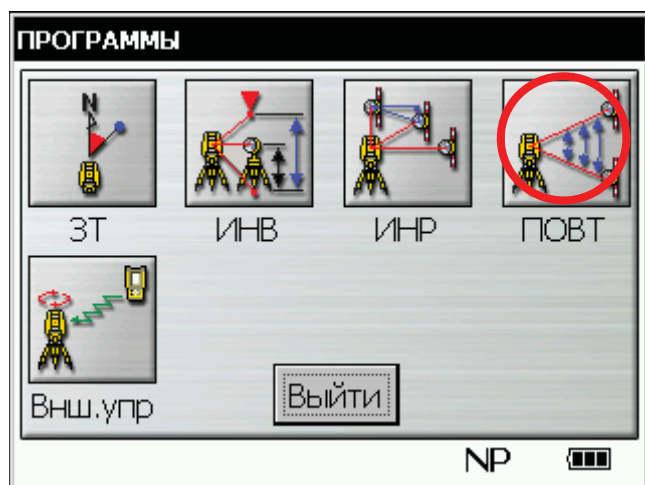 ПРОГРАММЫ
N
ЗТ ИНВ ИНР ПОВТ
Внш.упр
Выйти
NP